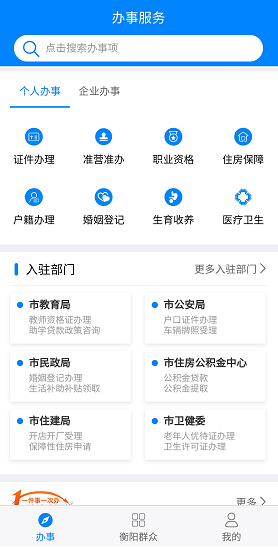 办事服务
点击搜索办事项
个人办事 企业办事
证件办理 准营准办 职业资格 住房保障
户籍办理 婚姻登记 生育收养 医疗卫生
入驻部门 更多入驻部门
市教育局 市公安局
教师资格证办理 户口证件办理
助学贷款政策咨询 车辆牌照受理
市民政局 市住房公积金中心
婚姻登记办理 公积金贷款
生活补助补贴领取 公积金提取
市住建局 市卫健委
开店开厂受理 老年人优待证办理
保障性住房申请 卫生许可证办理
一件事一次办 更多
办事 衡阳群众 我的